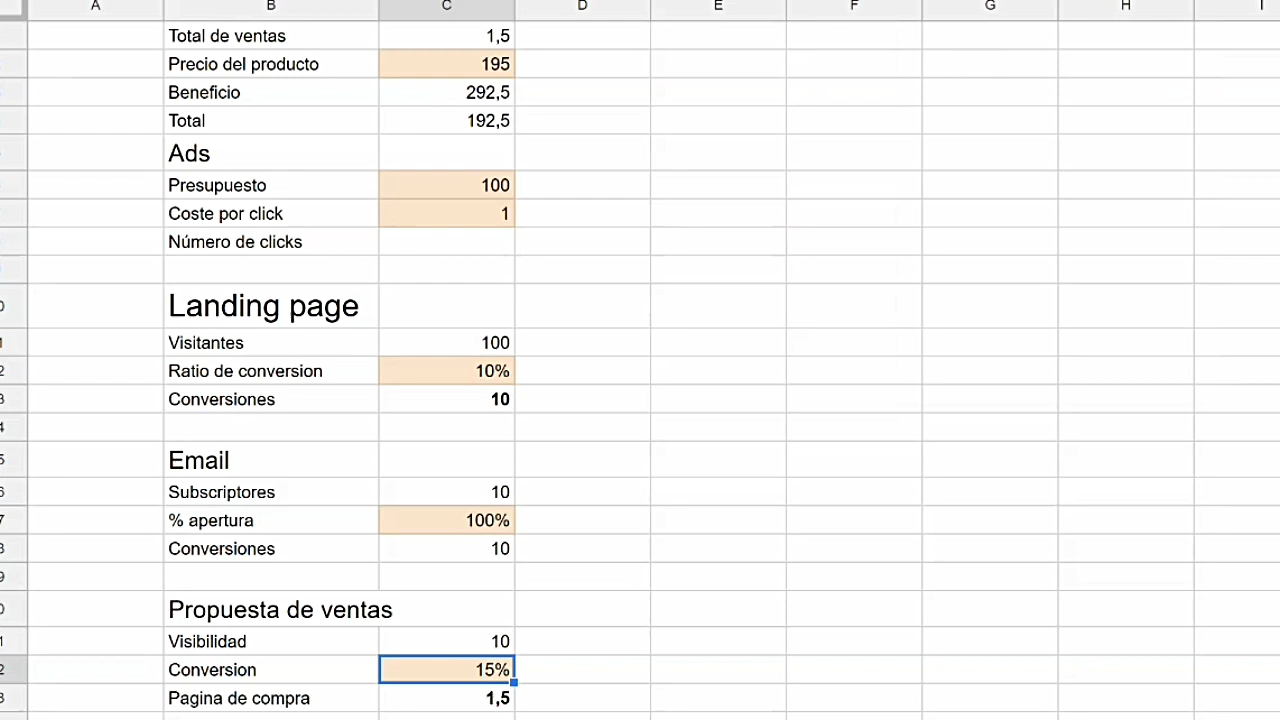 A B C D E F G H I
Total de ventas 1,5
Precio del producto 195
Beneficio 292,5
Total 192,5
Ads
Presupuesto 100
Coste por click 1
Número de clicks
Landing page
Visitantes 100
Ratio de conversion 10%
Conversiones 10
Email
Subscriptores 10
% apertura 100%
Conversiones 10
Propuesta de ventas
Visibilidad 10
Conversion 15%
Pagina de compra 1,5